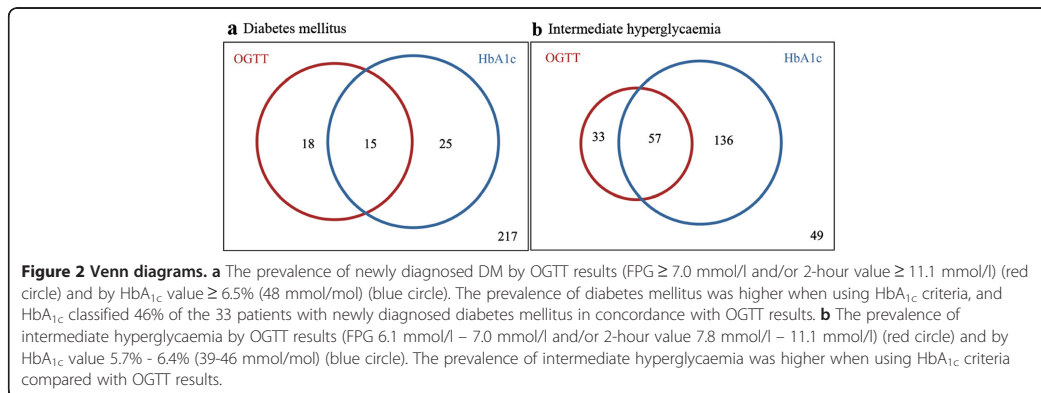 a Diabetes mellitus
b Intermediate hyperglycaemia
OGTT
HbA1c
OGTT
HbA1c
18
15
25
33
57
136
217
49
Figure 2 Venn diagrams. a The prevalence of newly diagnosed DM by OGTT results (FPG ≥ 7.0 mmol/l and/or 2-hour value ≥ 11.1 mmol/l) (red
circle) and by HbA1c value ≥ 6.5% (48 mmol/mol) (blue circle). The prevalence of diabetes mellitus was higher when using HbA1c criteria, and
HbA1c classified 46% of the 33 patients with newly diagnosed diabetes mellitus in concordance with OGTT results. b The prevalence of
intermediate hyperglycaemia by OGTT results (FPG 6.1 mmol/l – 7.0 mmol/l and/or 2-hour value 7.8 mmol/l – 11.1 mmol/l) (red circle) and by
HbA1c value 5.7% - 6.4% (39-46 mmol/mol) (blue circle). The prevalence of intermediate hyperglycaemia was higher when using HbA1c criteria
compared with OGTT results.